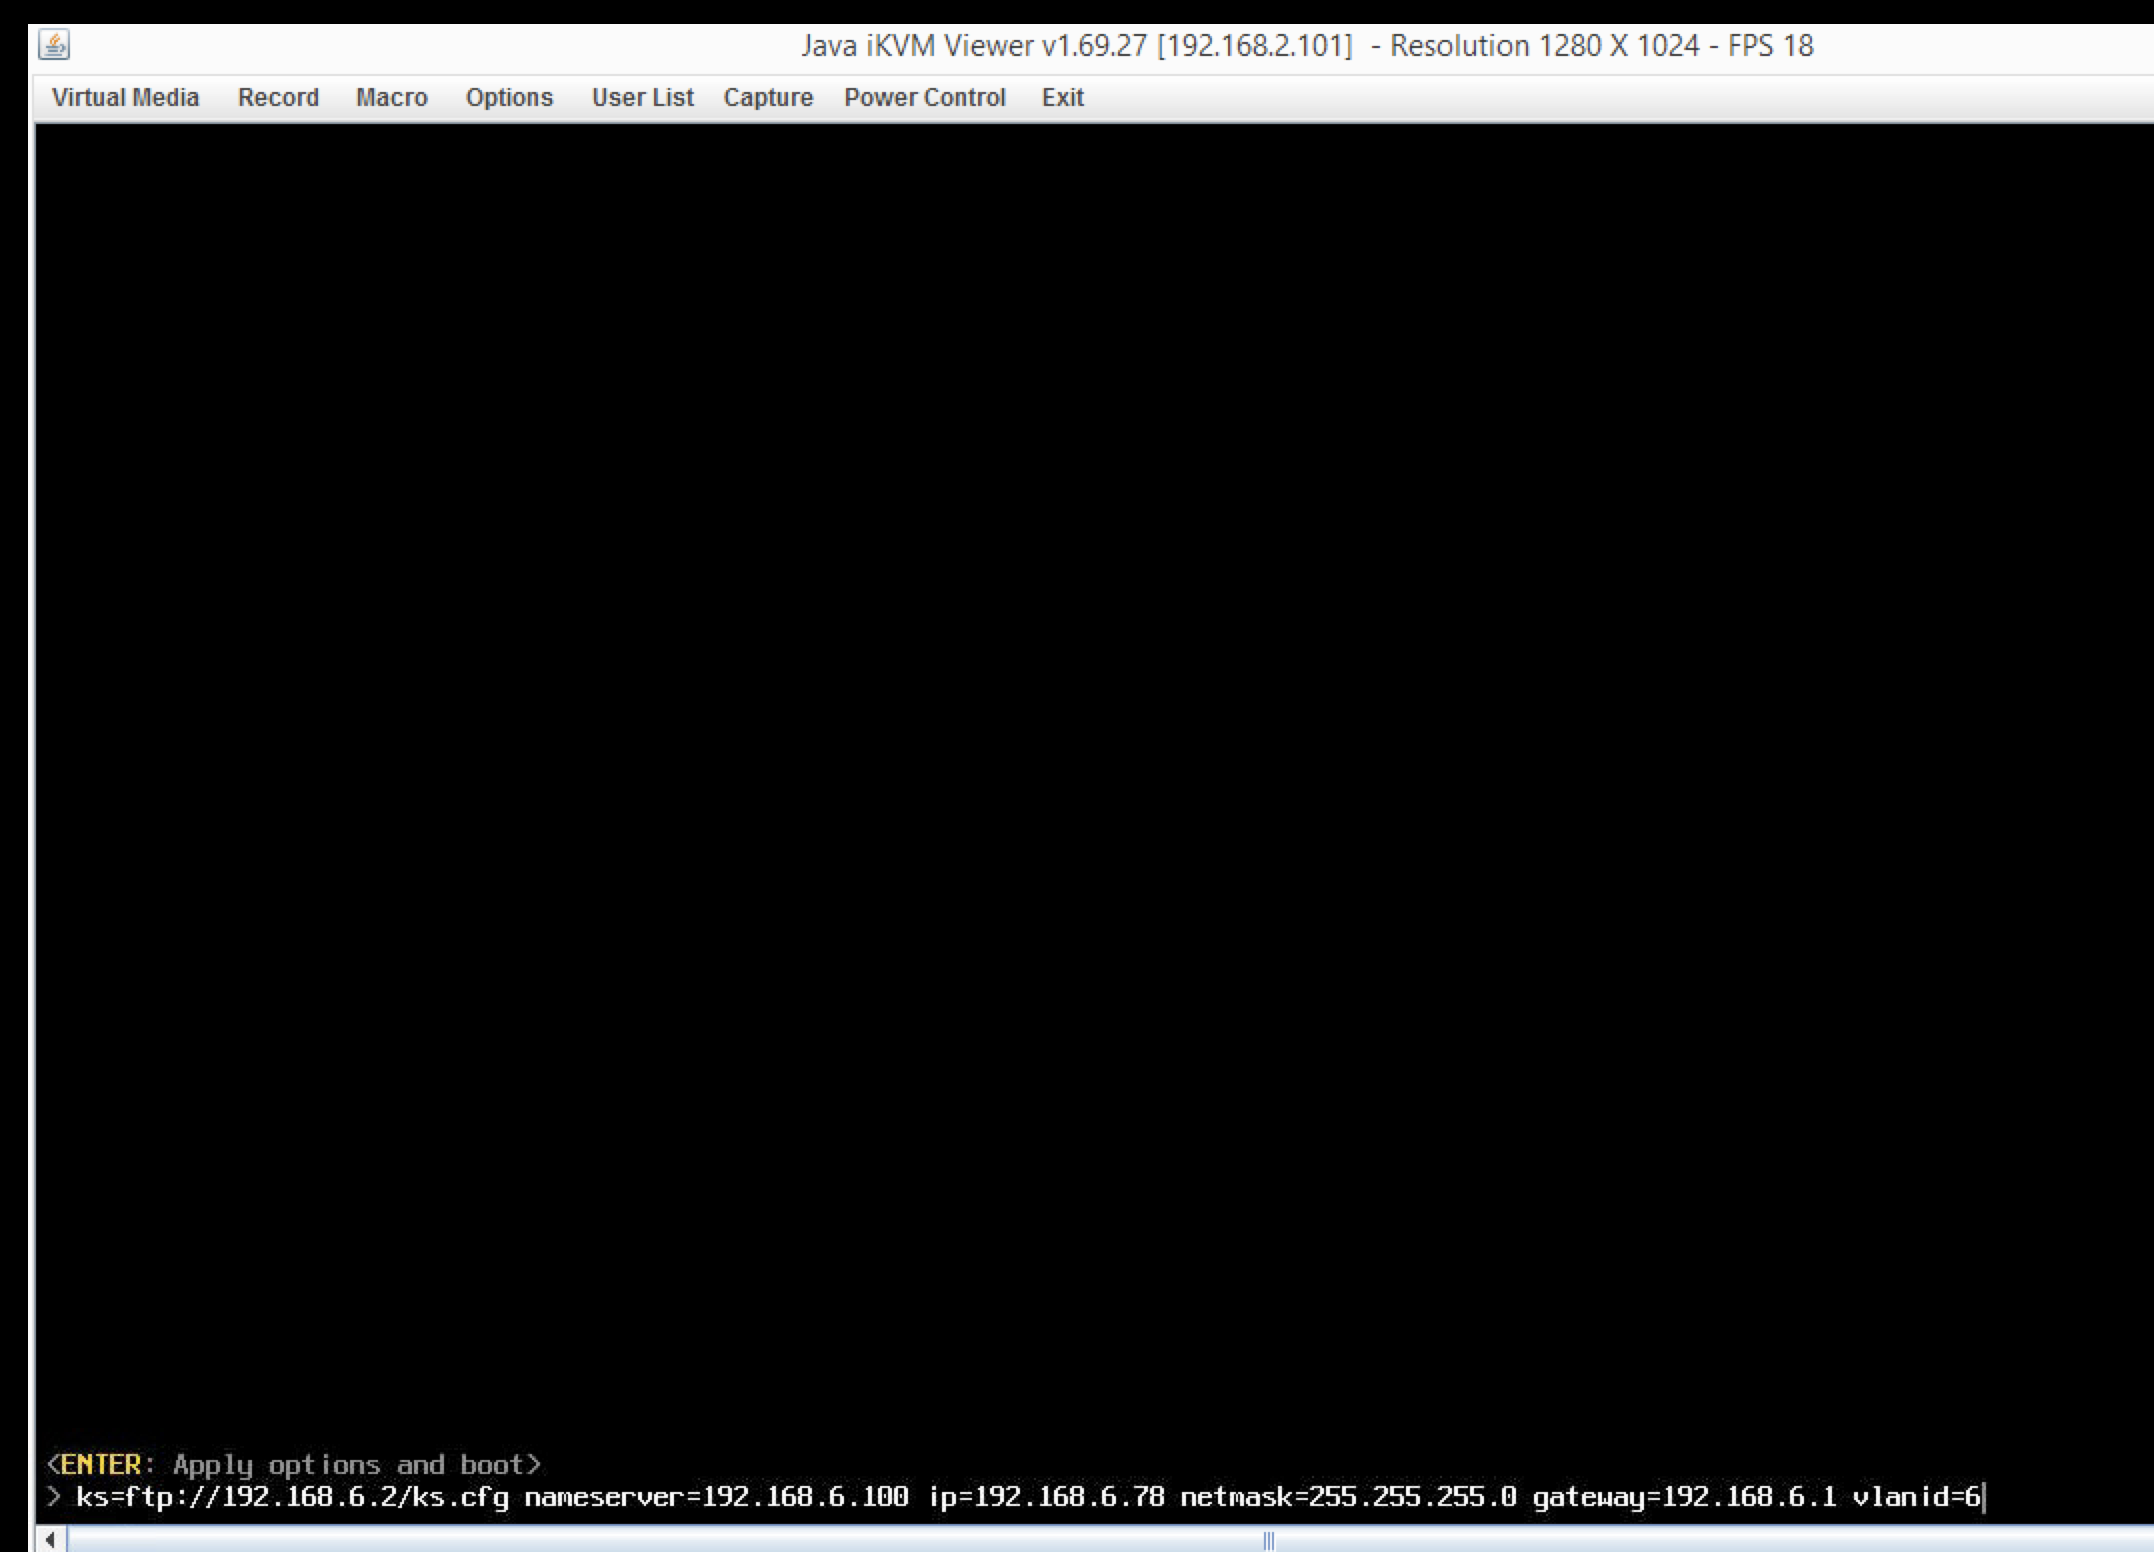 Java iKVM Viewer v1.69.27 [192.168.2.101] - Resolution 1280 X 1024 - FPS 18
Virtual Media Record Macro Options User List Capture Power Control Exit
<ENTER: Apply options and boot>
> ks=ftp://192.168.6.2/ks.cfg nameserver=192.168.6.100 ip=192.168.6.78 netmask=255.255.255.0 gateway=192.168.6.1 vlanid=6